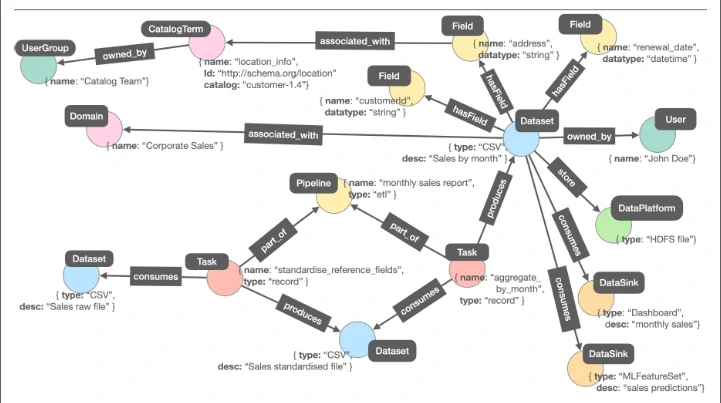 CatalogTerm
Field
Field
UserGroup
owned_by
associated_with
{ name: "address",
datatype: "string" }
{ name: "renewal_date",
datatype: "datetime" }
{ name: "location_info",
Id: "http://schema.org/location"
catalog: "customer-1.4"}
{ name: "Catalog Team"}
Field
hasField
hasField
{ name: "customerId",
datatype: "string" }
hasField
Domain
Dataset
associated_with
owned_by
User
{ name: "Corporate Sales" }
{ type: "CSV",
desc: "Sales by month" }
{ name: "John Doe" }
Pipeline
{ name: "monthly sales report",
type: "etl"}
produces
store
DataPlatform
part_of
part_of
consumes
{ type: "HDFS file"}
Dataset
consumes
Task
Task
{ name: "standardise_reference_fields",
type: "record"}
{ name: "aggregate_
by_month",
type: "record"}
{ type: "CSV",
desc: "Sales raw file" }
produces
consumes
consumes
DataSink
{ type: "Dashboard",
desc: "monthly sales"}
Dataset
{ type: "CSV",
desc: "Sales standardised file" }
DataSink
{ type: "MLFeatureSet",
desc: "sales predictions"}